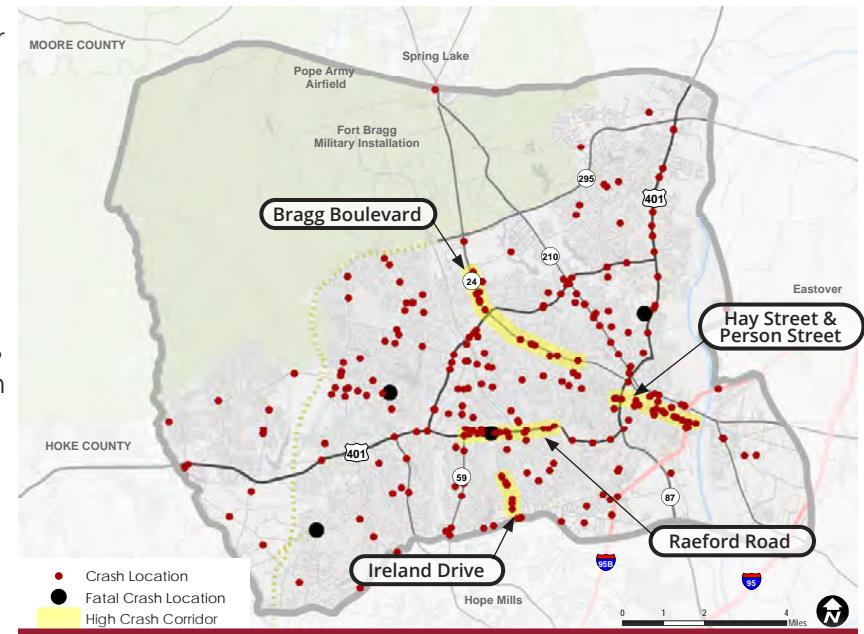 r
MOORE COUNTY
Spring Lake
Pope Army
Airfield
Fort Bragg
Military Installation
295
401
Bragg Boulevard
210
24
Eastover
Hay Street &
Person Street
HOKE COUNTY
401
59
87
Raeford Road
Ireland Drive
95B
95
Hope Mills
Crash Location
Fatal Crash Location
High Crash Corridor
0 1 2 4
Miles
N